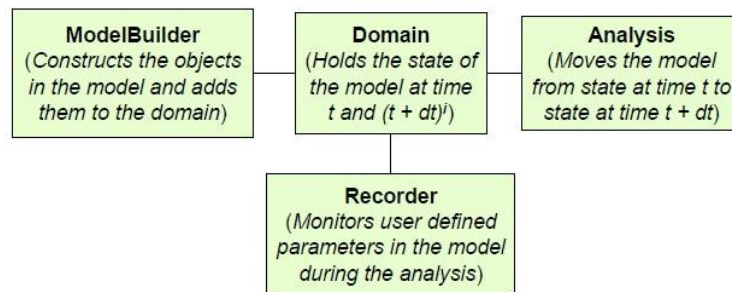 ModelBuilder
(Constructs the objects
in the model and adds
them to the domain)
Domain
(Holds the state of
the model at time
t and (t + dt)ⁱ)
Analysis
(Moves the model
from state at time t to
state at time t + dt)
Recorder
(Monitors user defined
parameters in the model
during the analysis)